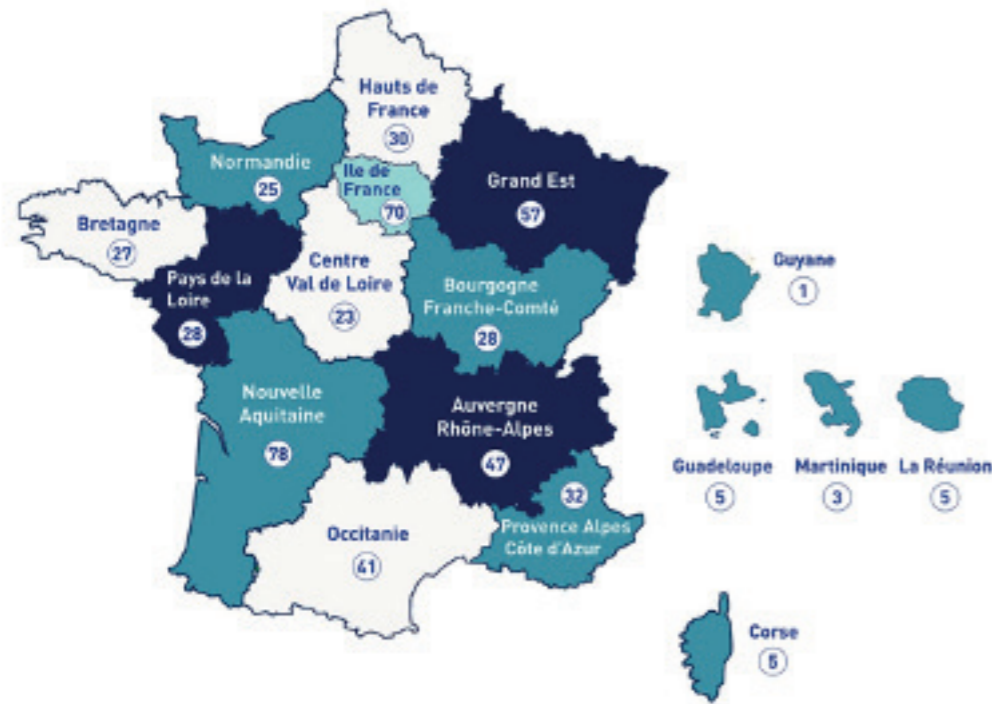 Hauts de
France
30
Normandie
25
Ile de
France
70
Grand Est
57
Bretagne
27
Pays de la
Loire
28
Centre
Val de Loire
23
Bourgogne
Franche-Comté
28
Guyane
1
Nouvelle
Aquitaine
78
Auvergne
Rhône-Alpes
47
Guadeloupe
5
Martinique
3
La Réunion
5
32
Provence Alpes
Côte d'Azur
Occitanie
41
Corse
5